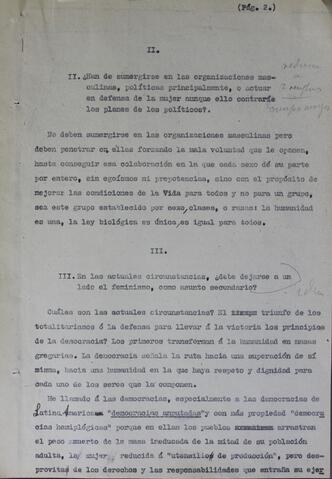 (Pág. 2.)
II.
II. ¿Han de sumergirse en las organizaciones mas-
culinas, políticas principalmente, o actuar
en defensa de la mujer aunque ello contraríe
los planes de los políticos?.
No deben sumergirse en las organizaciones masculinas pero
deben penetrar en ellas forzando la mala voluntad que le oponen,
hasta conseguir esa colaboración en la que cada sexo dé su parte
por entero, sin egoísmos ni prepotencias, sino con el propósito de
mejorar las condiciones de la Vida para todos y no para un grupo,
sea este grupo establecido por sexo, clases, o razas: la humanidad
es una, la ley biológica es única, es igual para todos.
III.
III. En las actuales circunstancias, ¿debe dejarse a un
lado el feminismo, como asunto secundario?
Cuáles son las actuales circunstancias? El triunfo de los
totalitarios ó la defensa para llevar á la victoria los principios
de la democracia? Los primeros transforman á la humanidad en masas
gregarias. La democracia señala la ruta hacia una superación de sí
misma, hacia una humanidad en la que haya respeto y dignidad para
cada uno de los seres que la componen.
He llamado á las democracias, especialmente a las democracias de
Latina America "democracias amputadas" y con más propiedad "democra
cias hemiplégicas" porque en ellas los pueblos arrastran
el peso muerto de la masa ineducada de la mitad de su población
adulta, la mujer, reducida á "utensilios de producción", pero des-
provistas de los derechos y las responsabilidades que entraña su ejer